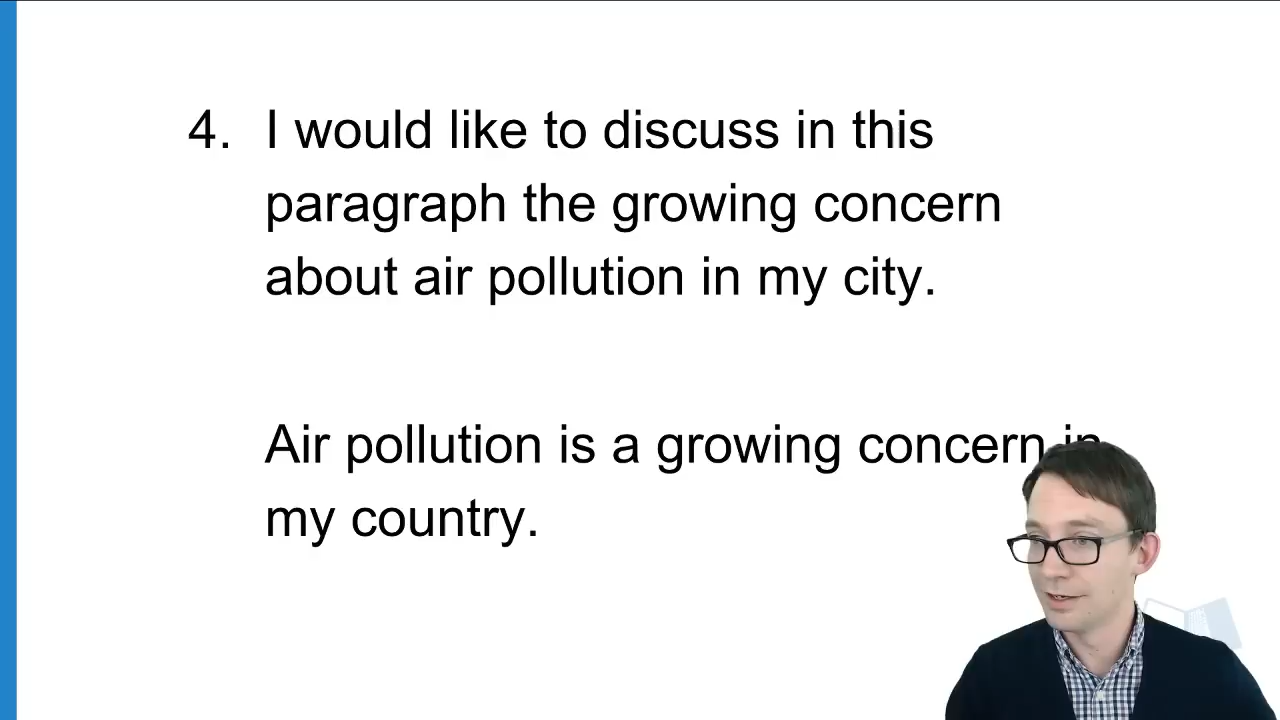 4. I would like to discuss in this
paragraph the growing concern
about air pollution in my city.
Air pollution is a growing concern in
my country.